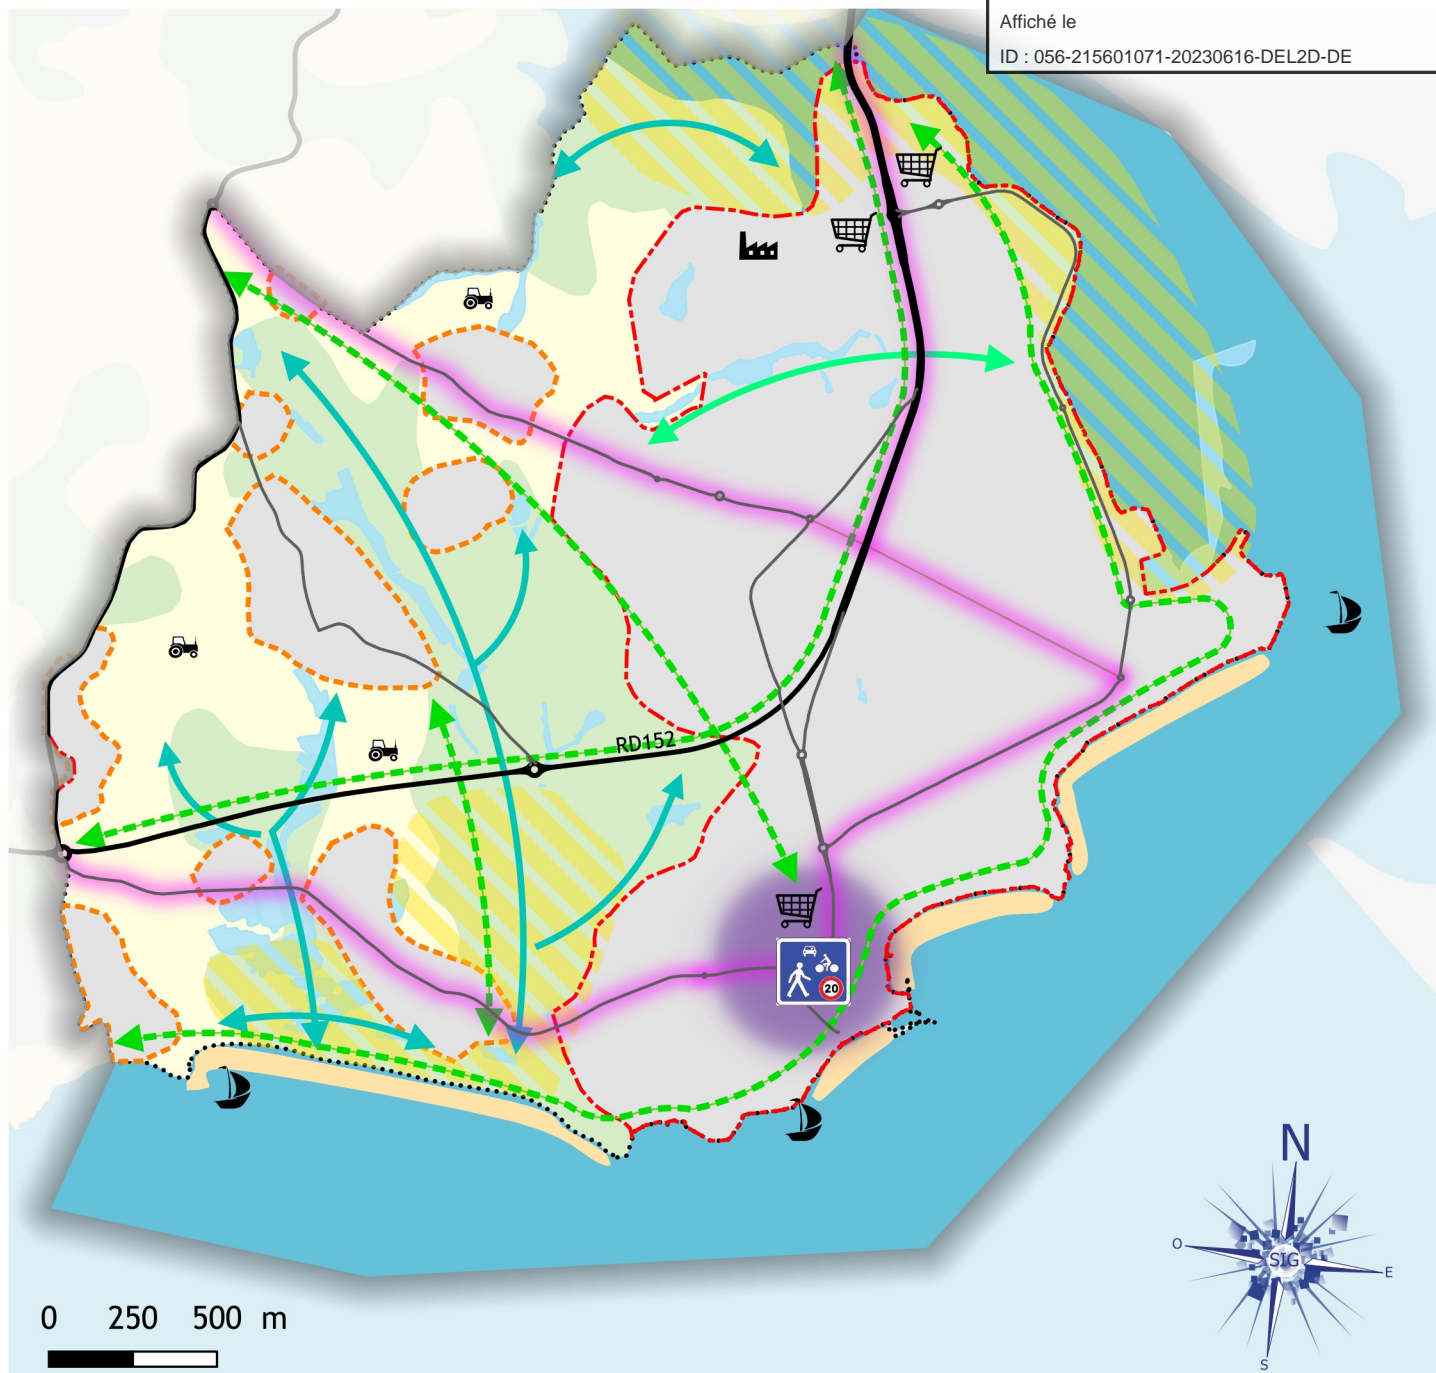 Affiché le
ID : 056-215601071-20230616-DEL2D-DE
RD152
20
N
O
SIG
E
S
0 250 500 m